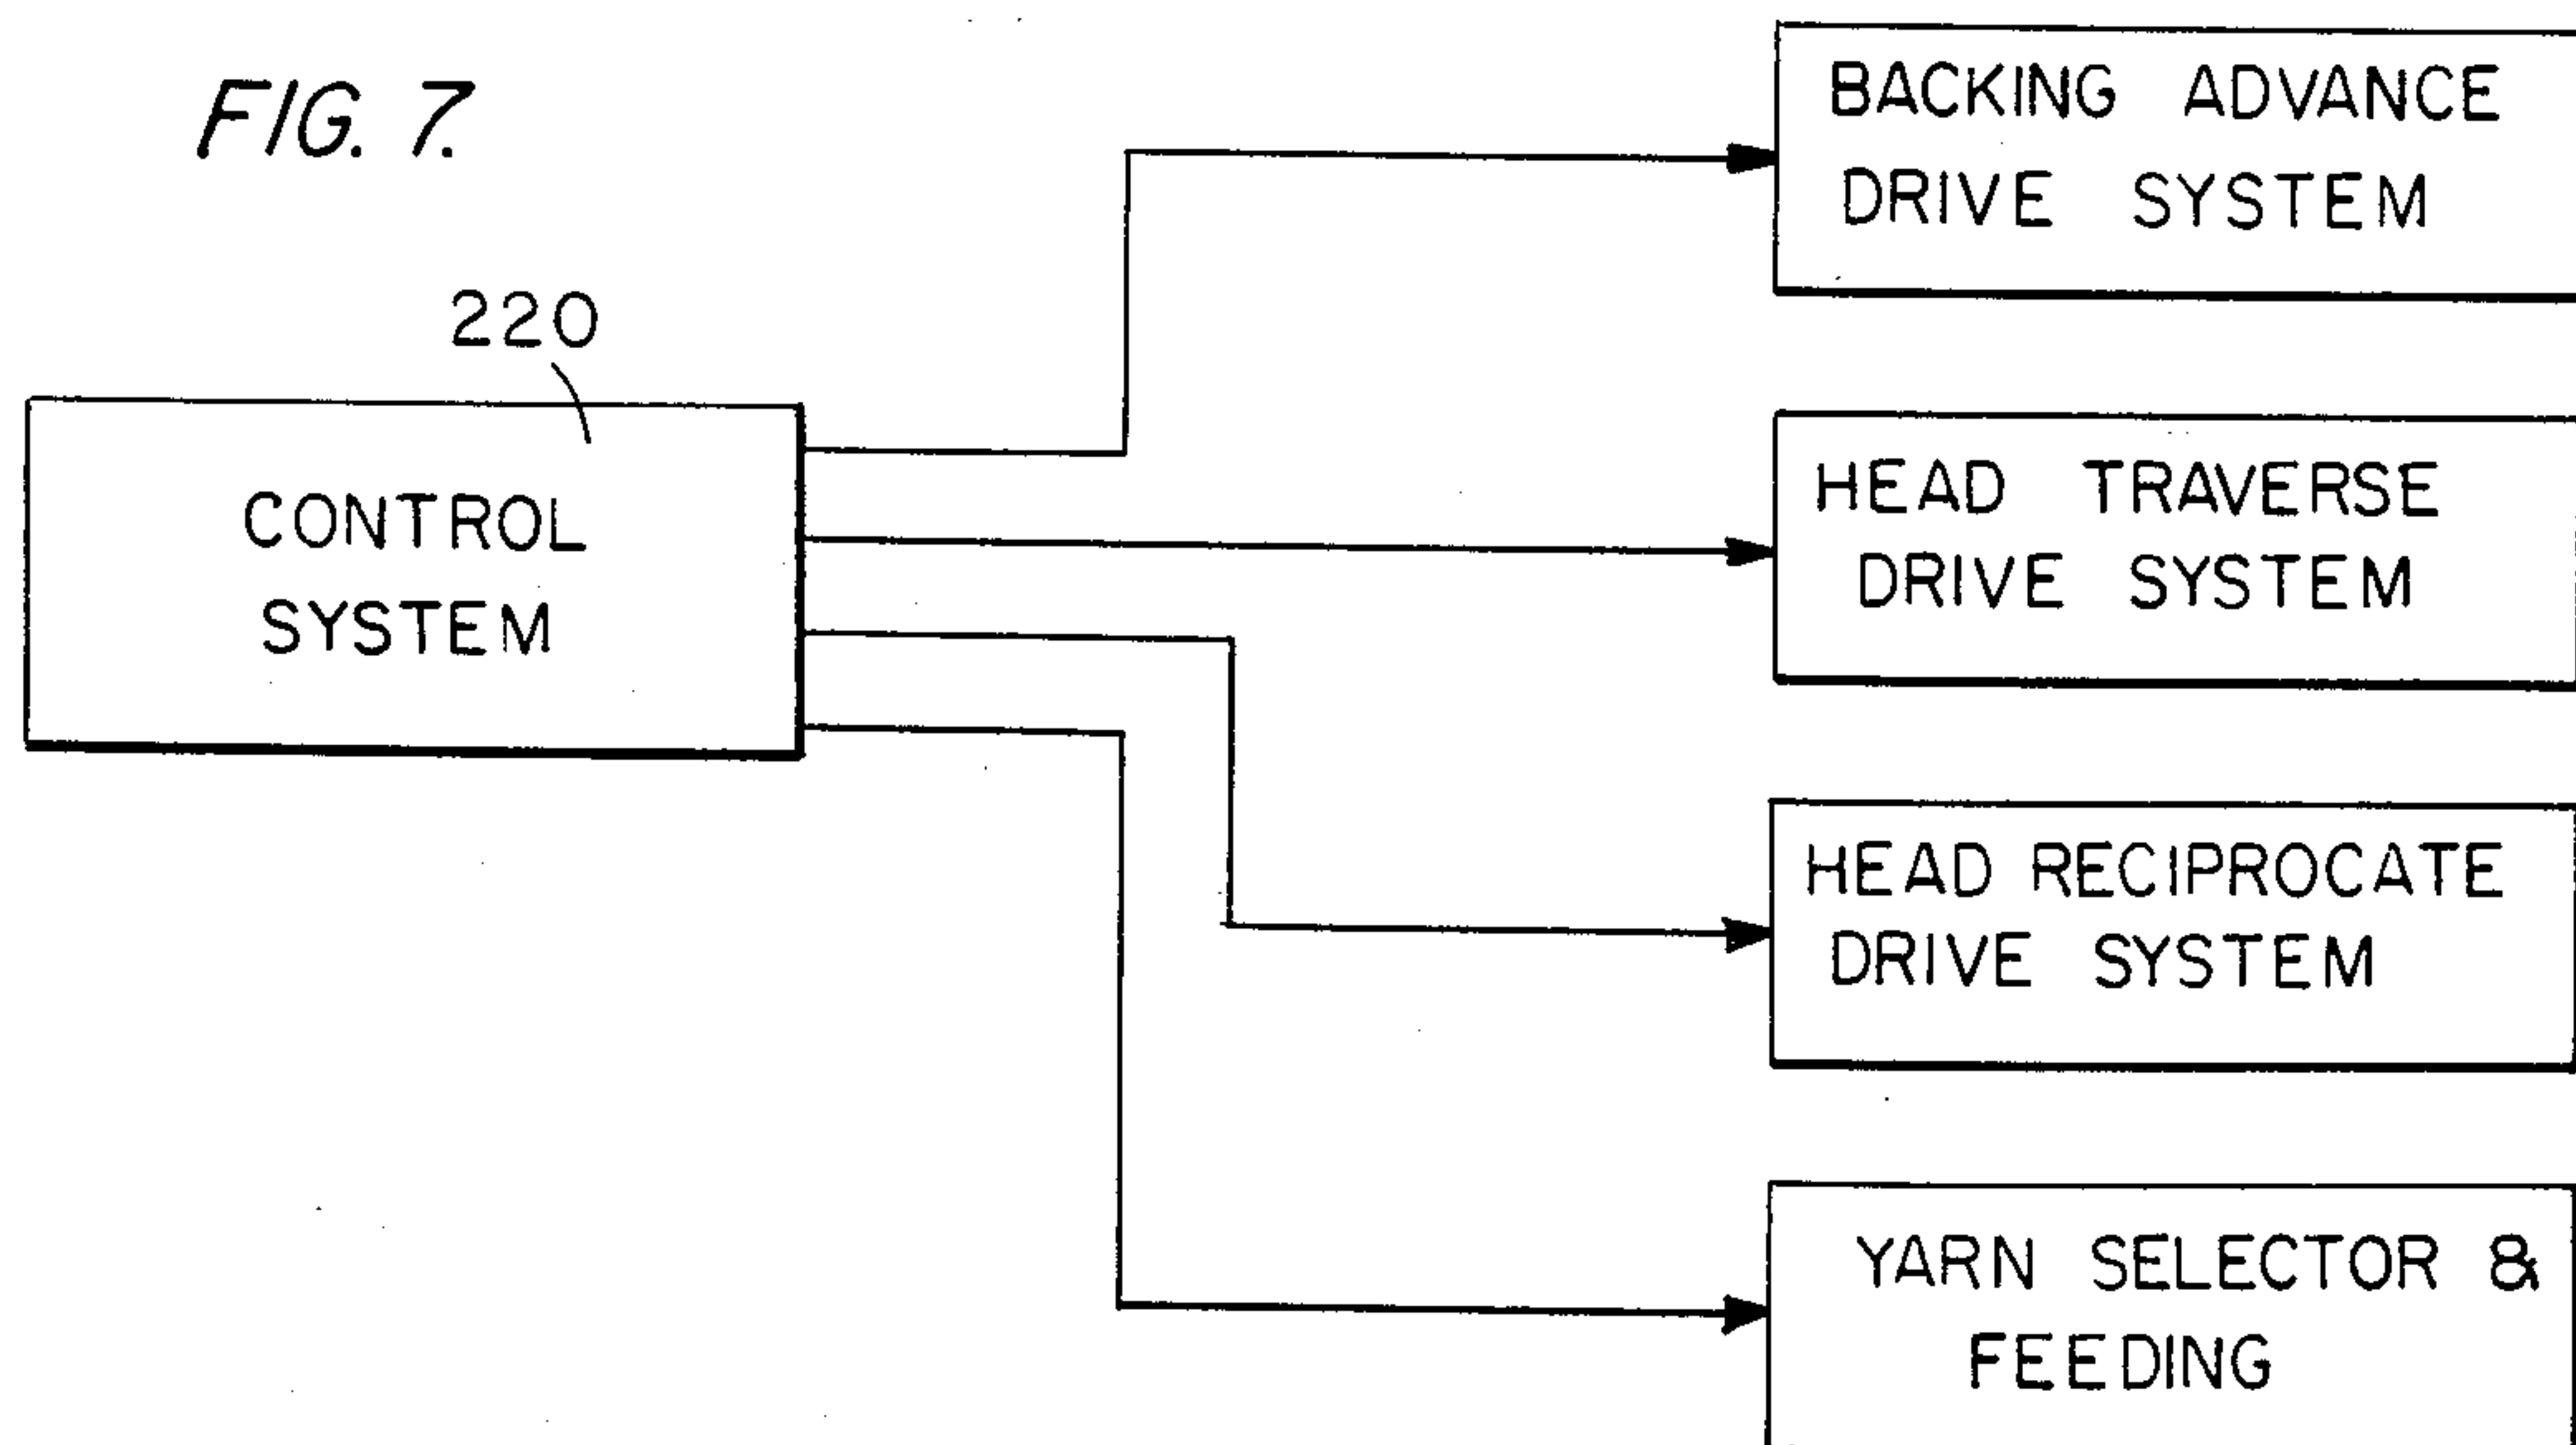 FIG. 7.
220
CONTROL
SYSTEM
BACKING ADVANCE
DRIVE SYSTEM
HEAD TRAVERSE
DRIVE SYSTEM
HEAD RECIPROCATE
DRIVE SYSTEM
YARN SELECTOR &
FEEDING